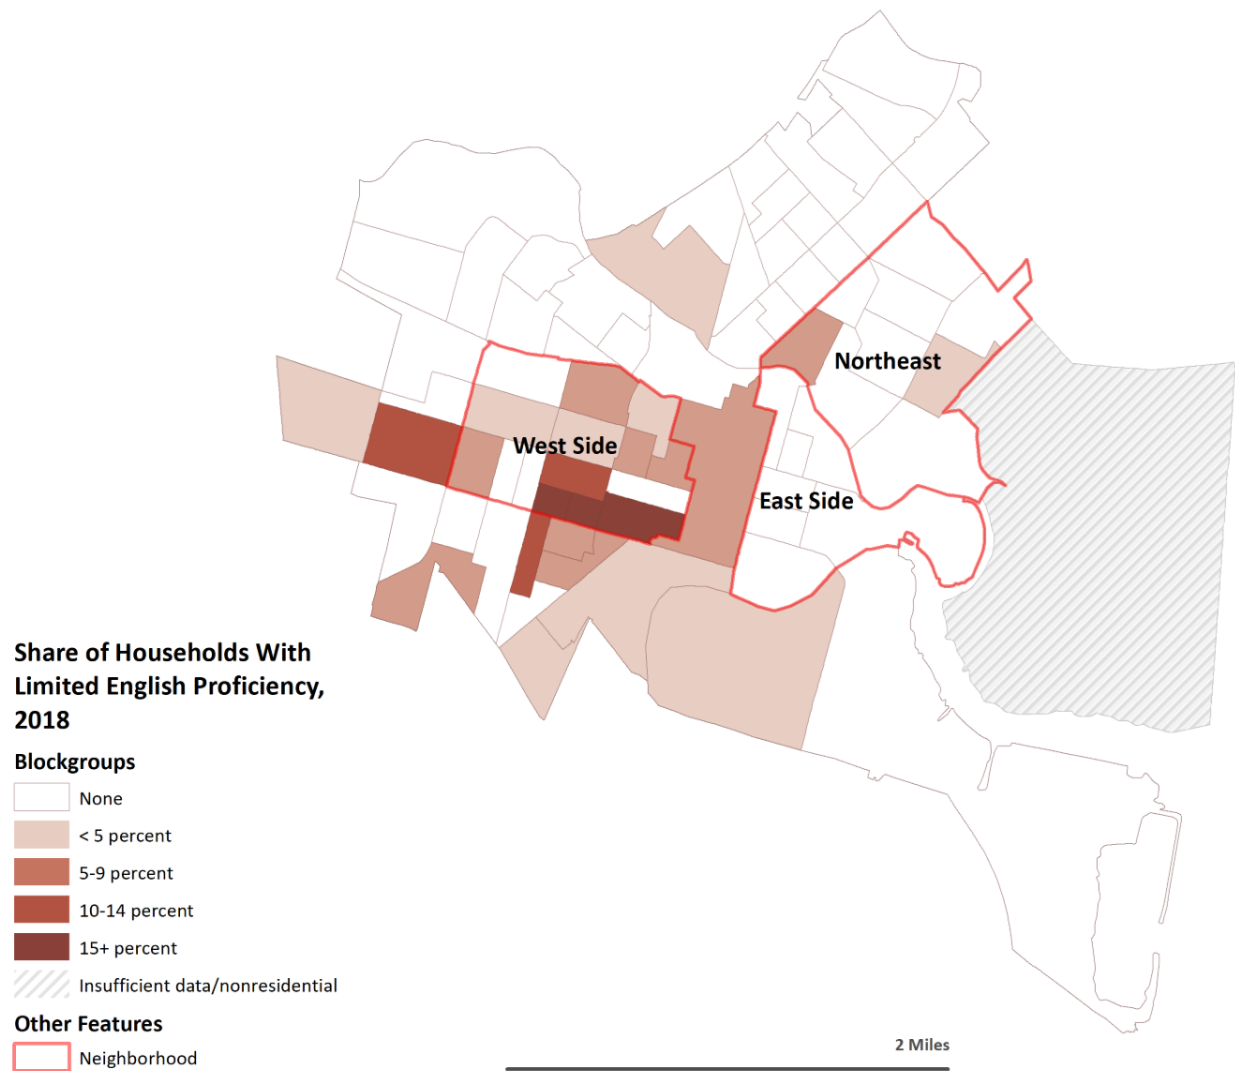 Northeast
West Side
East Side
Share of Households With
Limited English Proficiency,
2018
Blockgroups
None
< 5 percent
5-9 percent
10-14 percent
15+ percent
Insufficient data/nonresidential
Other Features
Neighborhood
2 Miles